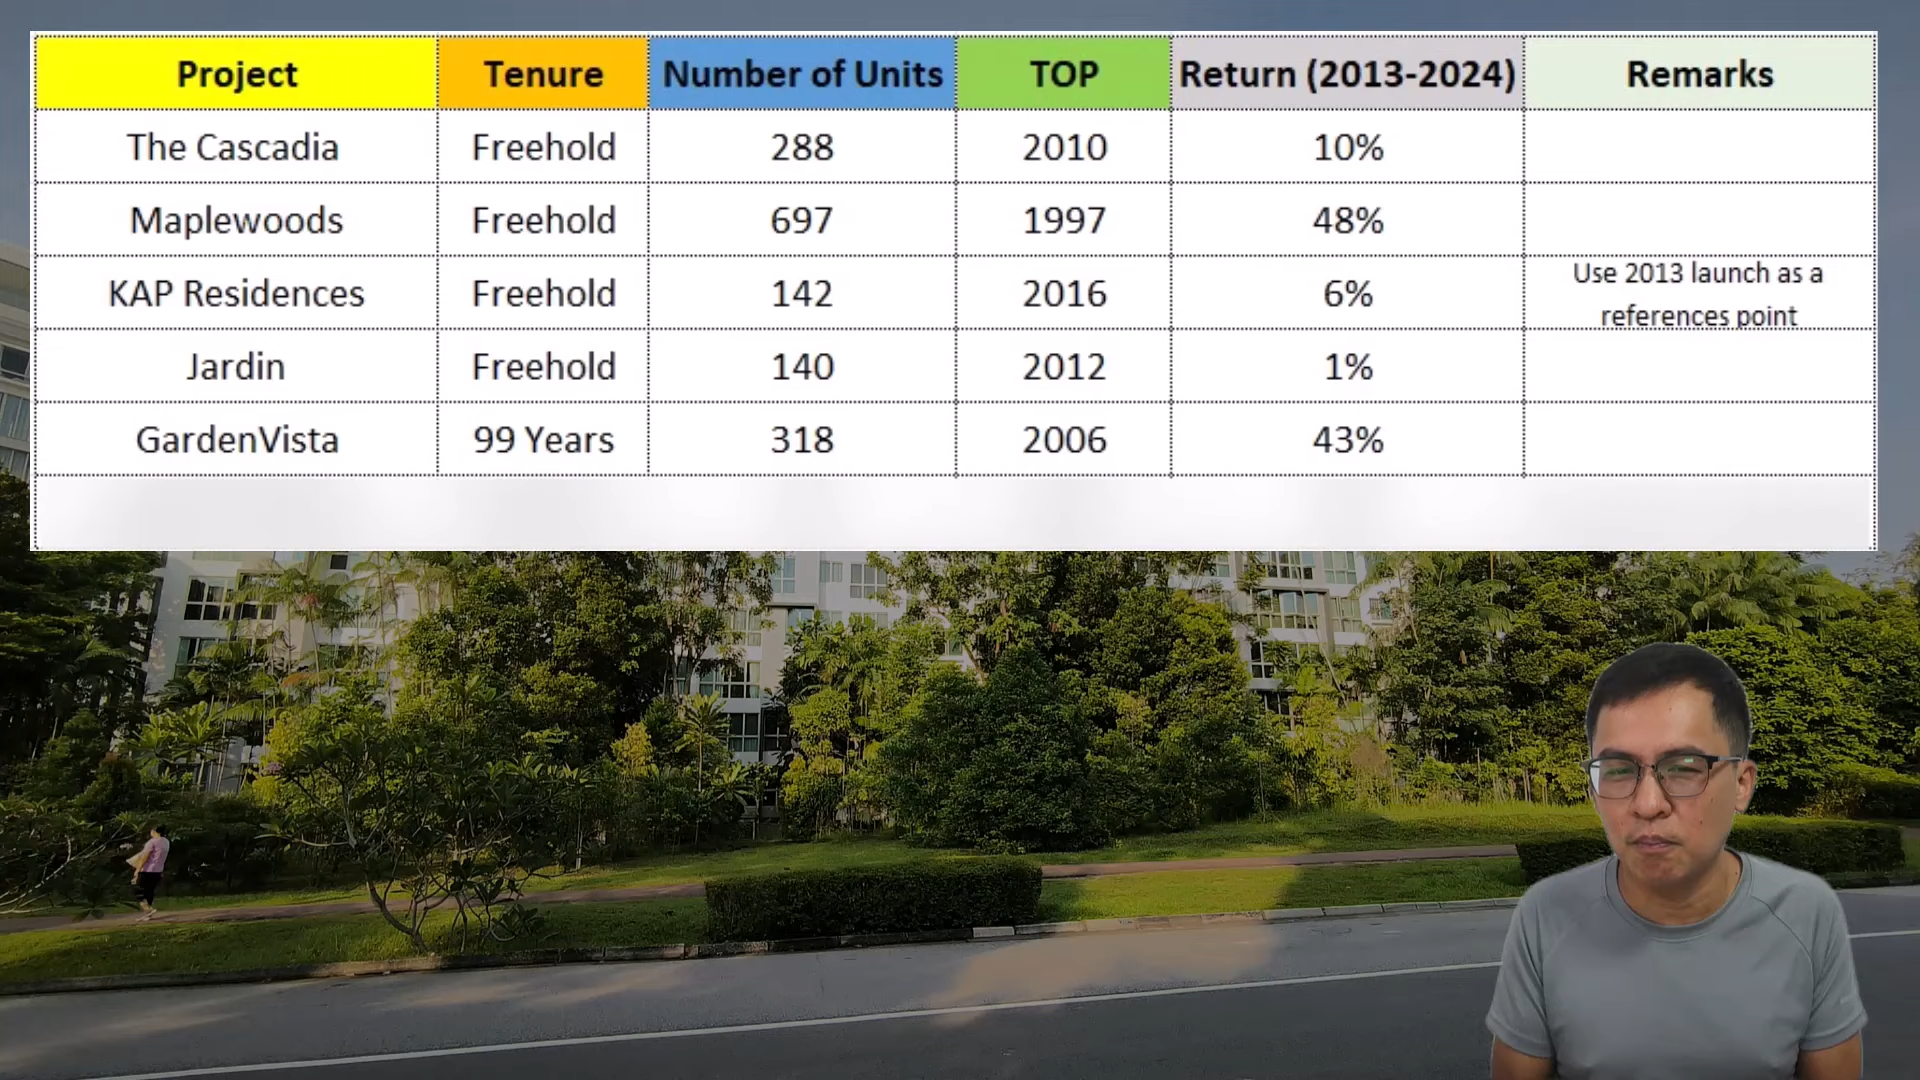 Project Tenure Number of Units TOP Return (2013-2024) Remarks
The Cascadia Freehold 288 2010 10%
Maplewoods Freehold 697 1997 48%
KAP Residences Freehold 142 2016 6% Use 2013 launch as a
references point
Jardin Freehold 140 2012 1%
GardenVista 99 Years 318 2006 43%